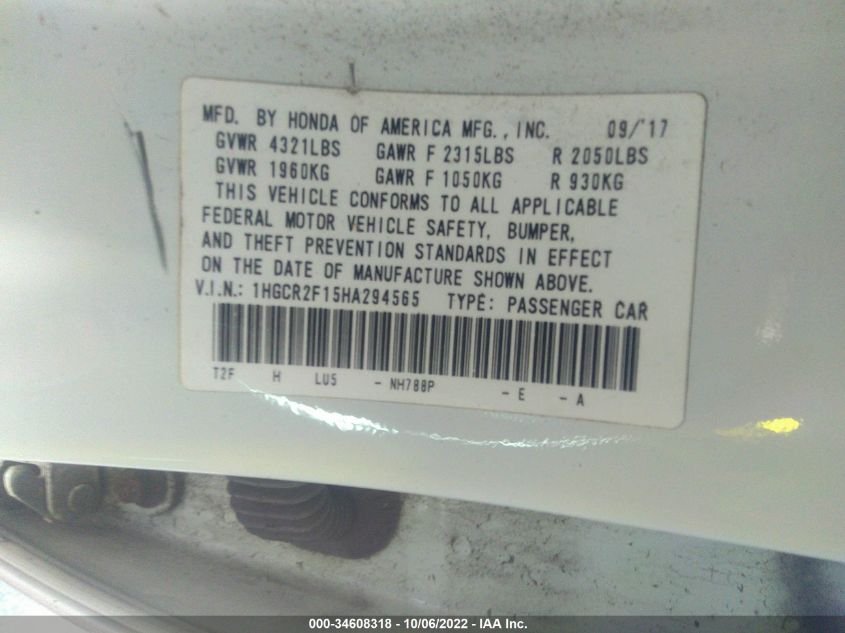 MFD. BY HONDA OF AMERICA MFG., INC. 09/'17
GVWR 4321LBS GAWR F 2315LBS R 2050LBS
GVWR 1960KG GAWR F 1050KG R 930KG
THIS VEHICLE CONFORMS TO ALL APPLICABLE
FEDERAL MOTOR VEHICLE SAFETY, BUMPER,
AND THEFT PREVENTION STANDARDS IN EFFECT
ON THE DATE OF MANUFACTURE SHOWN ABOVE.
V.I.N.: 1HGCR2F15HA294565 TYPE: PASSENGER CAR
T2F H LU5 - NH788P - E - A
000-34608318 - 10/06/2022 - IAA Inc.